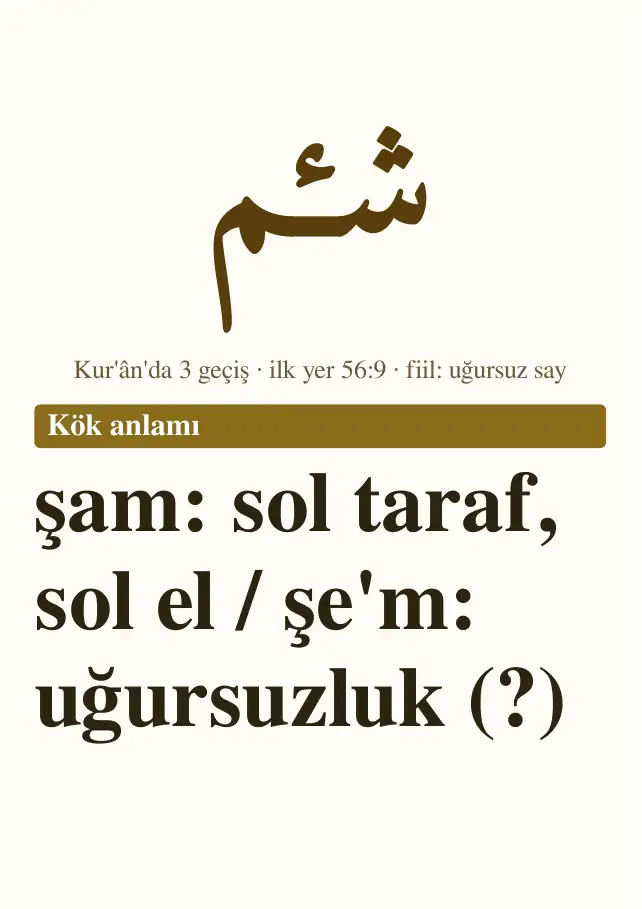 شئم
Kur'ân'da 3 geçiş · ilk yer 56:9 · fiil: uğursuz say
Kök anlamı
şam: sol taraf,
sol el / şe'm:
uğursuzluk (?)